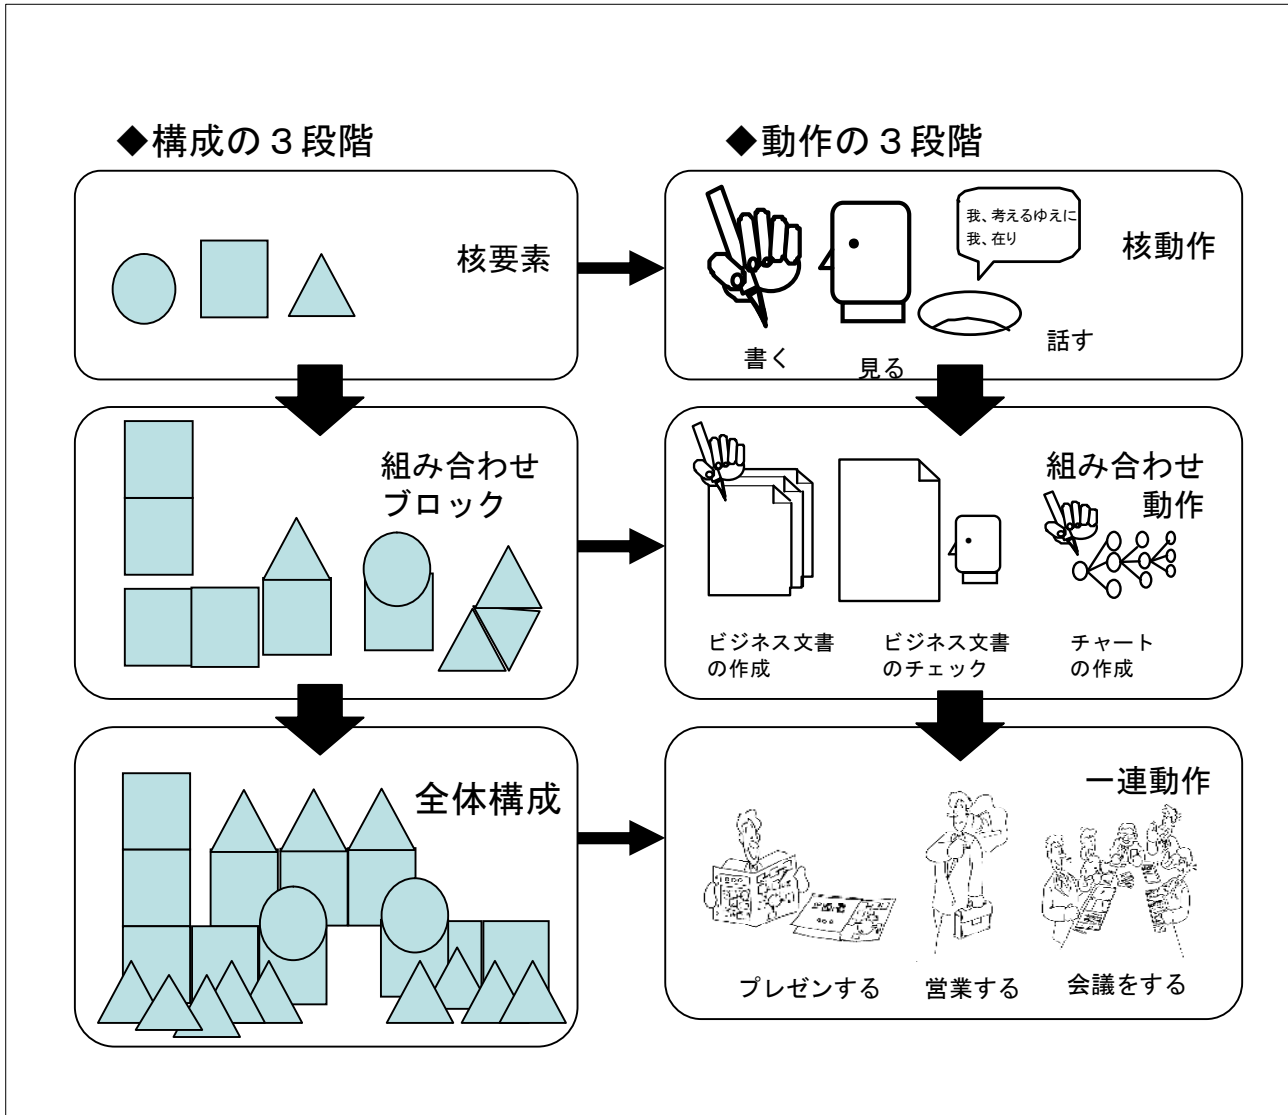 ◆構成の３段階
◆動作の３段階
核要素
我、考えるゆえに
我、在り
核動作
書く
見る
話す
組み合わせ
ブロック
組み合わせ
動作
ビジネス文書
の作成
ビジネス文書
のチェック
チャート
の作成
全体構成
一連動作
プレゼンする
営業する
会議をする